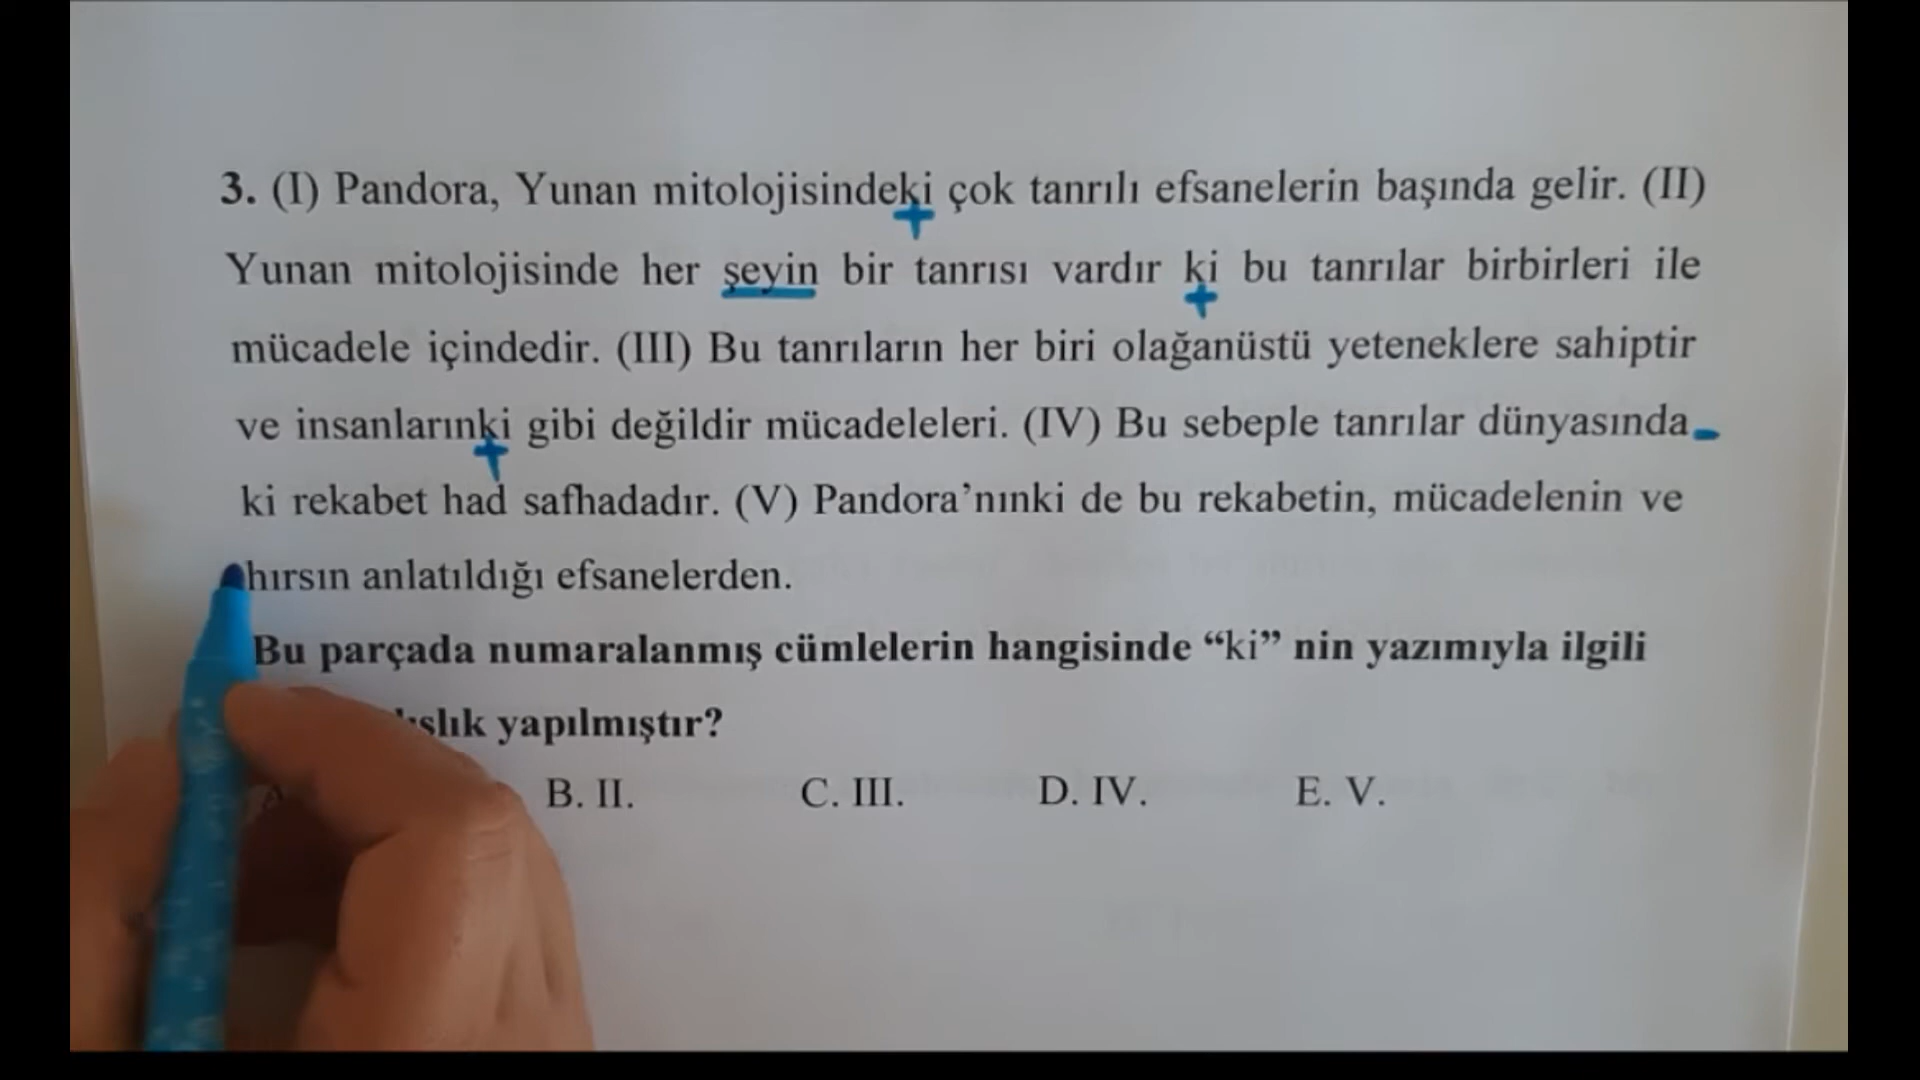 3. (I) Pandora, Yunan mitolojisindeki çok tanrılı efsanelerin başında gelir. (II)
Yunan mitolojisinde her şeyin bir tanrısı vardır ki bu tanrılar birbirleri ile
mücadele içindedir. (III) Bu tanrıların her biri olağanüstü yeteneklere sahiptir
ve insanlarınki gibi değildir mücadeleleri. (IV) Bu sebeple tanrılar dünyasında
ki rekabet had safhadadır. (V) Pandora’nınki de bu rekabetin, mücadelenin ve
hırsın anlatıldığı efsanelerden.
Bu parçada numaralanmış cümlelerin hangisinde “ki” nin yazımıyla ilgili
yapılmıştır?
B. II. C. III. D. IV. E. V.